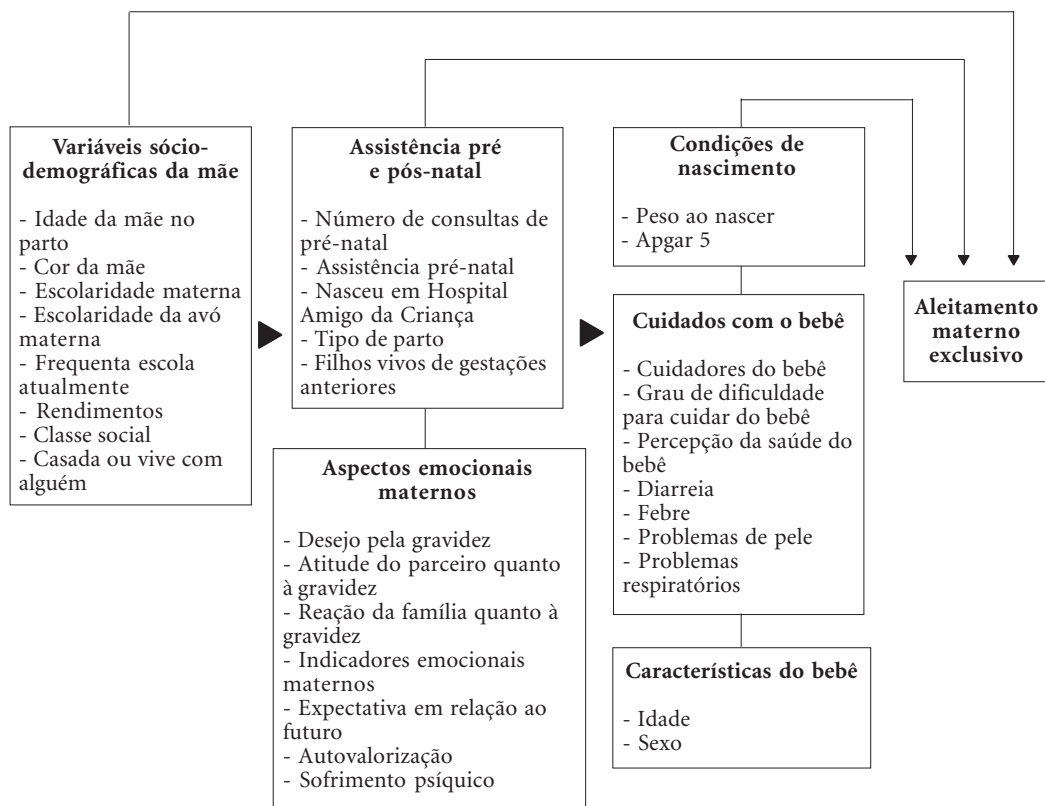 Variáveis sócio-
demográficas da mãe
- Idade da mãe no
parto
- Cor da mãe
- Escolaridade materna
- Escolaridade da avó
materna
- Frequenta escola
atualmente
- Rendimentos
- Classe social
- Casada ou vive com
alguém
Assistência pré
e pós-natal
- Número de consultas de
pré-natal
- Assistência pré-natal
- Nasceu em Hospital
Amigo da Criança
- Tipo de parto
- Filhos vivos de gestações
anteriores
Aspectos emocionais
maternos
- Desejo pela gravidez
- Atitude do parceiro quanto
à gravidez
- Reação da família quanto à
gravidez
- Indicadores emocionais
maternos
- Expectativa em relação ao
futuro
- Autovalorização
- Sofrimento psíquico
Condições de
nascimento
- Peso ao nascer
- Apgar 5
Cuidados com o bebê
- Cuidadores do bebê
- Grau de dificuldade
para cuidar do bebê
- Percepção da saúde do
bebê
- Diarreia
- Febre
- Problemas de pele
- Problemas
respiratórios
Características do bebê
- Idade
- Sexo
Aleitamento
materno
exclusivo